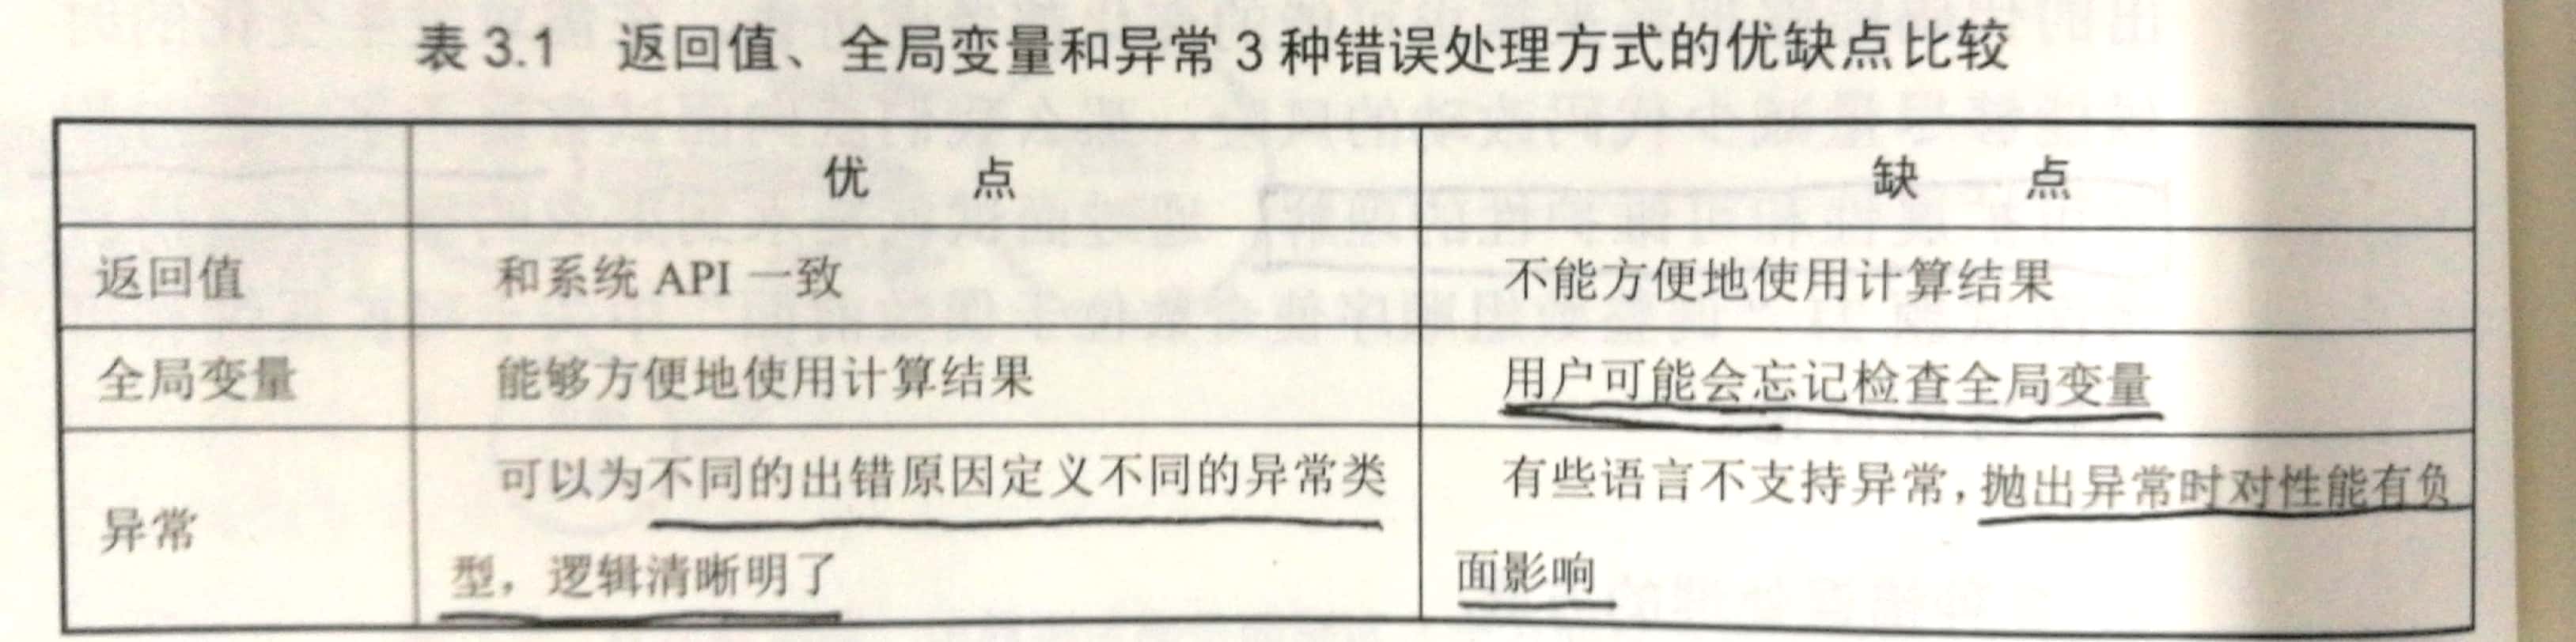 表 3.1 返回值、全局变量和异常 3 种错误处理方式的优缺点比较
优 点 缺 点
返回值 和系统 API 一致 不能方便地使用计算结果
全局变量 能够方便地使用计算结果 用户可能会忘记检查全局变量
异常 可以为不同的出错原因定义不同的异常类 有些语言不支持异常，抛出异常时对性能有负
型，逻辑清晰明了 面影响